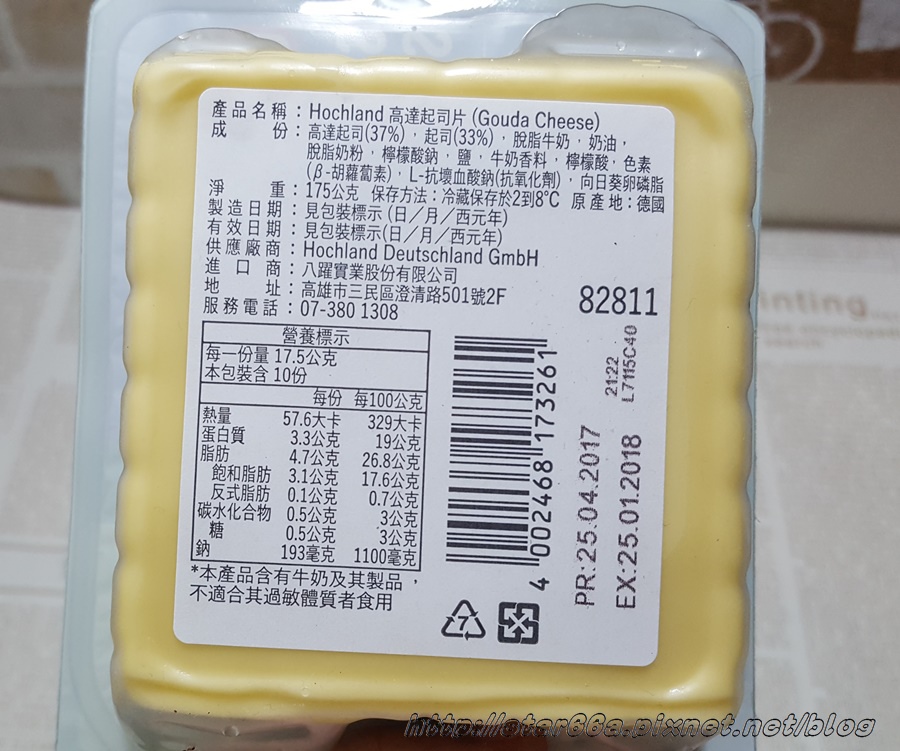 產品名稱：Hochland 高達起司片 (Gouda Cheese)
成份：高達起司(37%)，起司(33%)，脫脂牛奶，奶油，
脫脂奶粉，檸檬酸鈉，鹽，牛奶香料，檸檬酸，色素
(β-胡蘿蔔素)，L-抗壞血酸鈉(抗氧化劑)，向日葵卵磷脂
淨重：175公克 保存方法：冷藏保存於2到8℃ 原產地：德國
製造日期：見包裝標示 (日／月／西元年)
有效日期：見包裝標示(日／月／西元年)
供應廠商：Hochland Deutschland GmbH
進口商：八躍實業股份有限公司
地址：高雄市三民區澄清路501號2F
服務電話：07-380 1308
82811
營養標示
每一份量 17.5公克
本包裝含 10份
每份 每100公克
熱量 57.6大卡 329大卡
蛋白質 3.3公克 19公克
脂肪 4.7公克 26.8公克
飽和脂肪 3.1公克 17.6公克
反式脂肪 0.1公克 0.7公克
碳水化合物 0.5公克 3公克
糖 0.5公克 3公克
鈉 193毫克 1100毫克
*本產品含有牛奶及其製品，
不適合其過敏體質者食用
4 002468 173261
PR:25.04.2017
EX:25.01.2018
21:22
L7115C40
7
inting
http://star66a.pixnet.net/blog